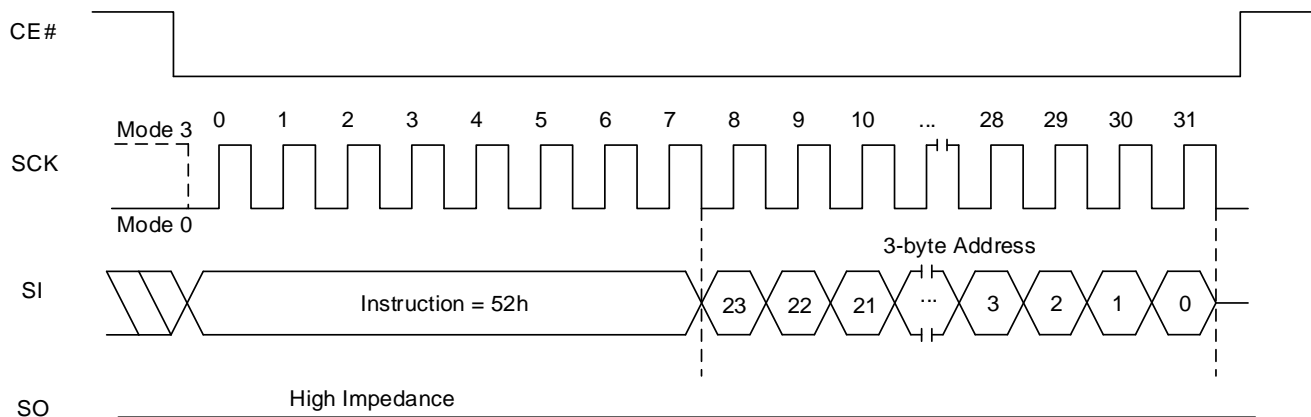 CE#
0 1 2 3 4 5 6 7 8 9 10 ... 28 29 30 31
Mode 3
SCK
Mode 0
3-byte Address
SI
Instruction = 52h 23 22 21 ... 3 2 1 0
High Impedance
SO